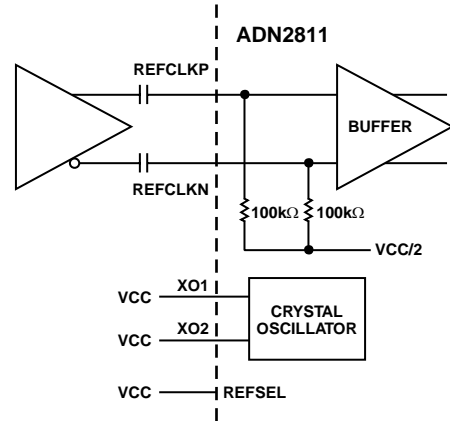 ADN2811
REFCLKP
BUFFER
REFCLKN
100kΩ 100kΩ
VCC/2
VCC XO1
CRYSTAL
OSCILLATOR
VCC XO2
VCC REFSEL